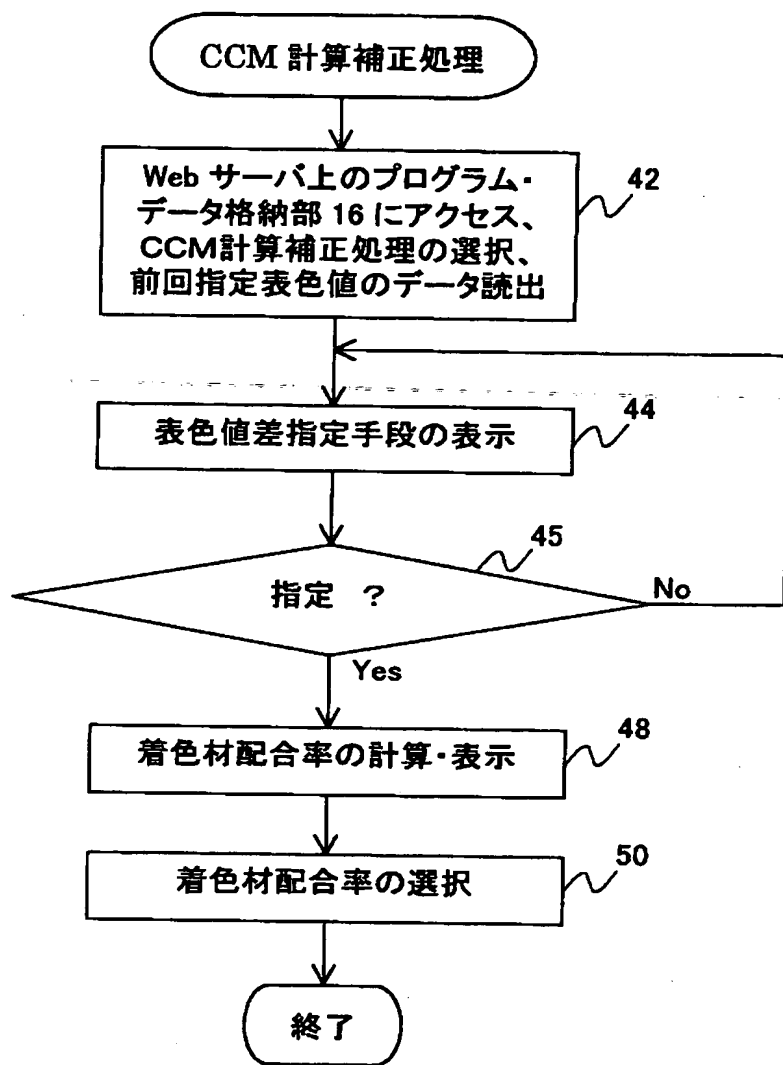 CCM 計算補正処理
Web サーバ上のプログラム・
データ格納部 16 にアクセス、
CCM計算補正処理の選択、
前回指定表色値のデータ読出
42
表色値差指定手段の表示
44
指定 ?
45
No
Yes
着色材配合率の計算・表示
48
着色材配合率の選択
50
終了